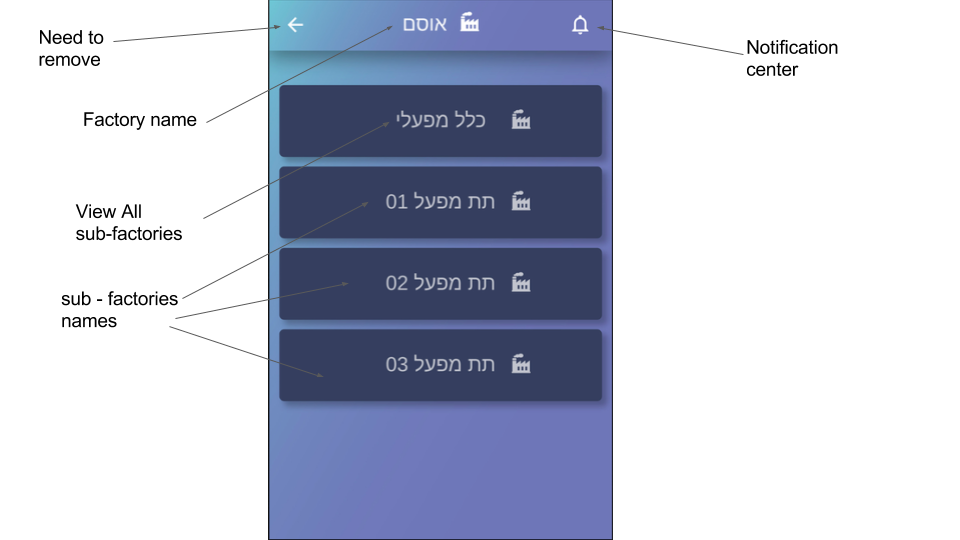 Need to
remove
אוסם
Notification
center
Factory name
כלל מפעלי
View All
sub-factories
תת מפעל 01
sub - factories
names
תת מפעל 02
תת מפעל 03